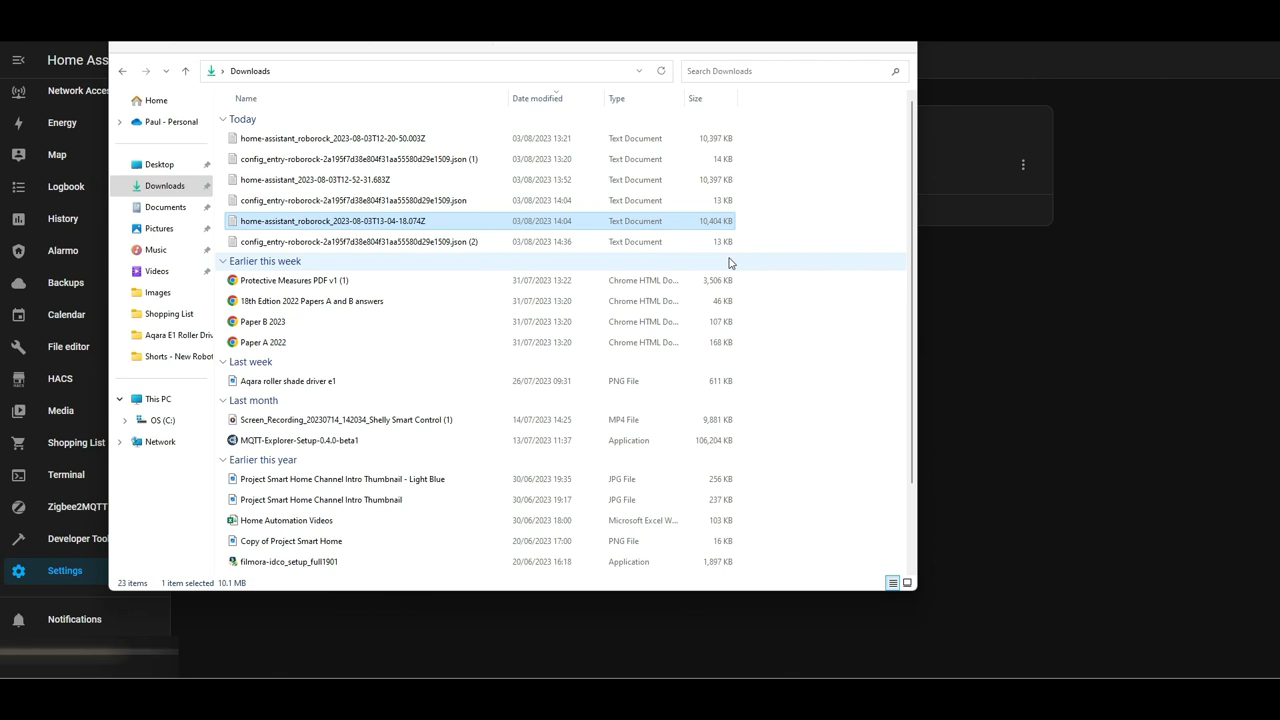 Home Assi
Network Acces
Energy
Map
Logbook
History
Alarmo
Backups
Calendar
File editor
HACS
Media
Shopping List
Terminal
Zigbee2MQTT
Developer Tool
Settings
Notifications
Downloads
Search Downloads
Home
Paul - Personal
Desktop
Downloads
Documents
Pictures
Music
Videos
Images
Shopping List
Aqara E1 Roller Driv
Shorts - New Robot
This PC
OS (C:)
Network
Name Date modified Type Size
Today
home-assistant_roborock_2023-08-03T12-20-50.003Z 03/08/2023 13:21 Text Document 10,397 KB
config_entry-roborock-2a195f7d38e804f31aa55580d29e1509.json (1) 03/08/2023 13:20 Text Document 14 KB
home-assistant_2023-08-03T12-52-31.683Z 03/08/2023 13:52 Text Document 10,397 KB
config_entry-roborock-2a195f7d38e804f31aa55580d29e1509.json 03/08/2023 14:04 Text Document 13 KB
home-assistant_roborock_2023-08-03T13-04-18.074Z 03/08/2023 14:04 Text Document 10,404 KB
config_entry-roborock-2a195f7d38e804f31aa55580d29e1509.json (2) 03/08/2023 14:36 Text Document 13 KB
Earlier this week
Protective Measures PDF v1 (1) 31/07/2023 13:22 Chrome HTML Do... 3,506 KB
18th Edtion 2022 Papers A and B answers 31/07/2023 13:20 Chrome HTML Do... 46 KB
Paper B 2023 31/07/2023 13:20 Chrome HTML Do... 107 KB
Paper A 2022 31/07/2023 13:20 Chrome HTML Do... 168 KB
Last week
Aqara roller shade driver e1 26/07/2023 09:31 PNG File 611 KB
Last month
Screen_Recording_20230714_142034_Shelly Smart Control (1) 14/07/2023 14:25 MP4 File 9,881 KB
MQTT-Explorer-Setup-0.4.0-beta1 13/07/2023 11:37 Application 106,204 KB
Earlier this year
Project Smart Home Channel Intro Thumbnail - Light Blue 30/06/2023 19:35 JPG File 256 KB
Project Smart Home Channel Intro Thumbnail 30/06/2023 19:17 JPG File 237 KB
Home Automation Videos 30/06/2023 18:00 Microsoft Excel W... 103 KB
Copy of Project Smart Home 20/06/2023 17:00 PNG File 16 KB
filmora-idco_setup_full1901 20/06/2023 16:18 Application 1,897 KB
23 items 1 item selected 10.1 MB